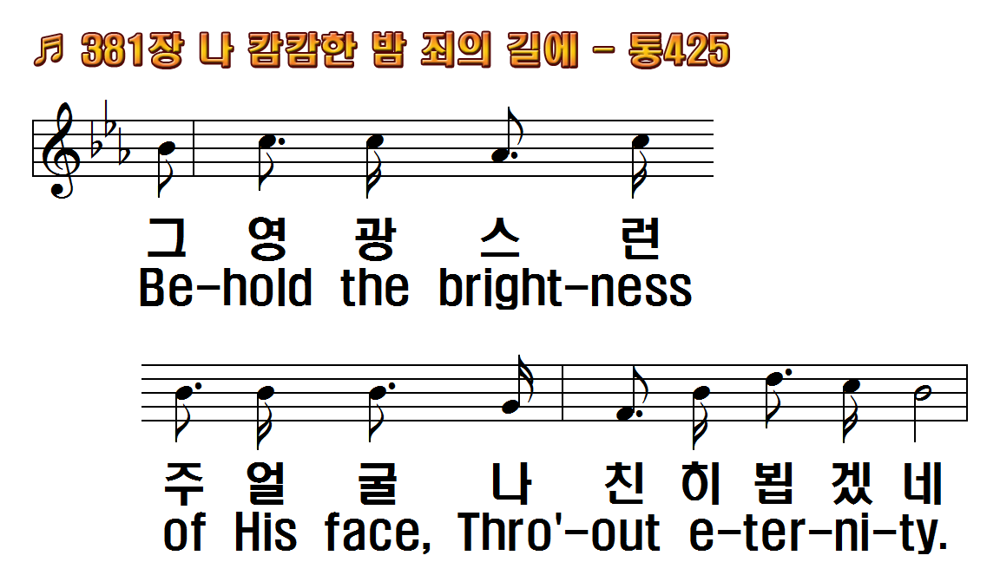 ♬ 381장 나 캄캄한 밤 죄의 길에 - 통425
그 영 광 스 런
Be-hold the bright-ness
주 얼 굴 나 친 히 뵙 겠 네
of His face, Thro'-out e-ter-ni-ty.